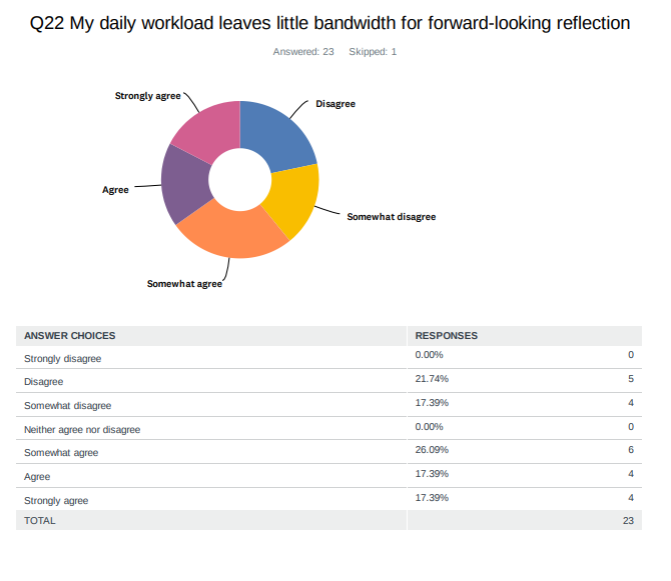 Q22 My daily workload leaves little bandwidth for forward-looking reflection
Answered: 23 Skipped: 1
Strongly agree
Disagree
Agree
Somewhat disagree
Somewhat agree
ANSWER CHOICES RESPONSES
Strongly disagree 0.00% 0
Disagree 21.74% 5
Somewhat disagree 17.39% 4
Neither agree nor disagree 0.00% 0
Somewhat agree 26.09% 6
Agree 17.39% 4
Strongly agree 17.39% 4
TOTAL 23